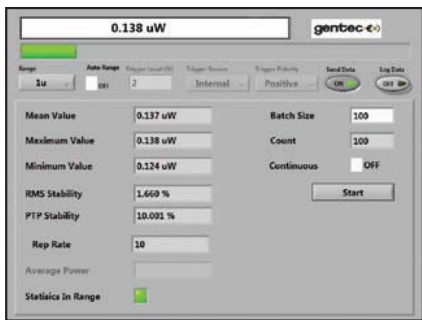 0.138 uW gentec-e
Range Auto Range Trigger Level (%) Trigger Source Trigger Polarity Send Data Log Data
1u OFF 2 Internal Positive ON OFF
Mean Value 0.137 uW Batch Size 100
Maximum Value 0.138 uW Count 100
Minimum Value 0.124 uW Continuous OFF
RMS Stability 1.660 % Start
PTP Stability 10.001 %
Rep Rate 10
Average Power
Statisics In Range